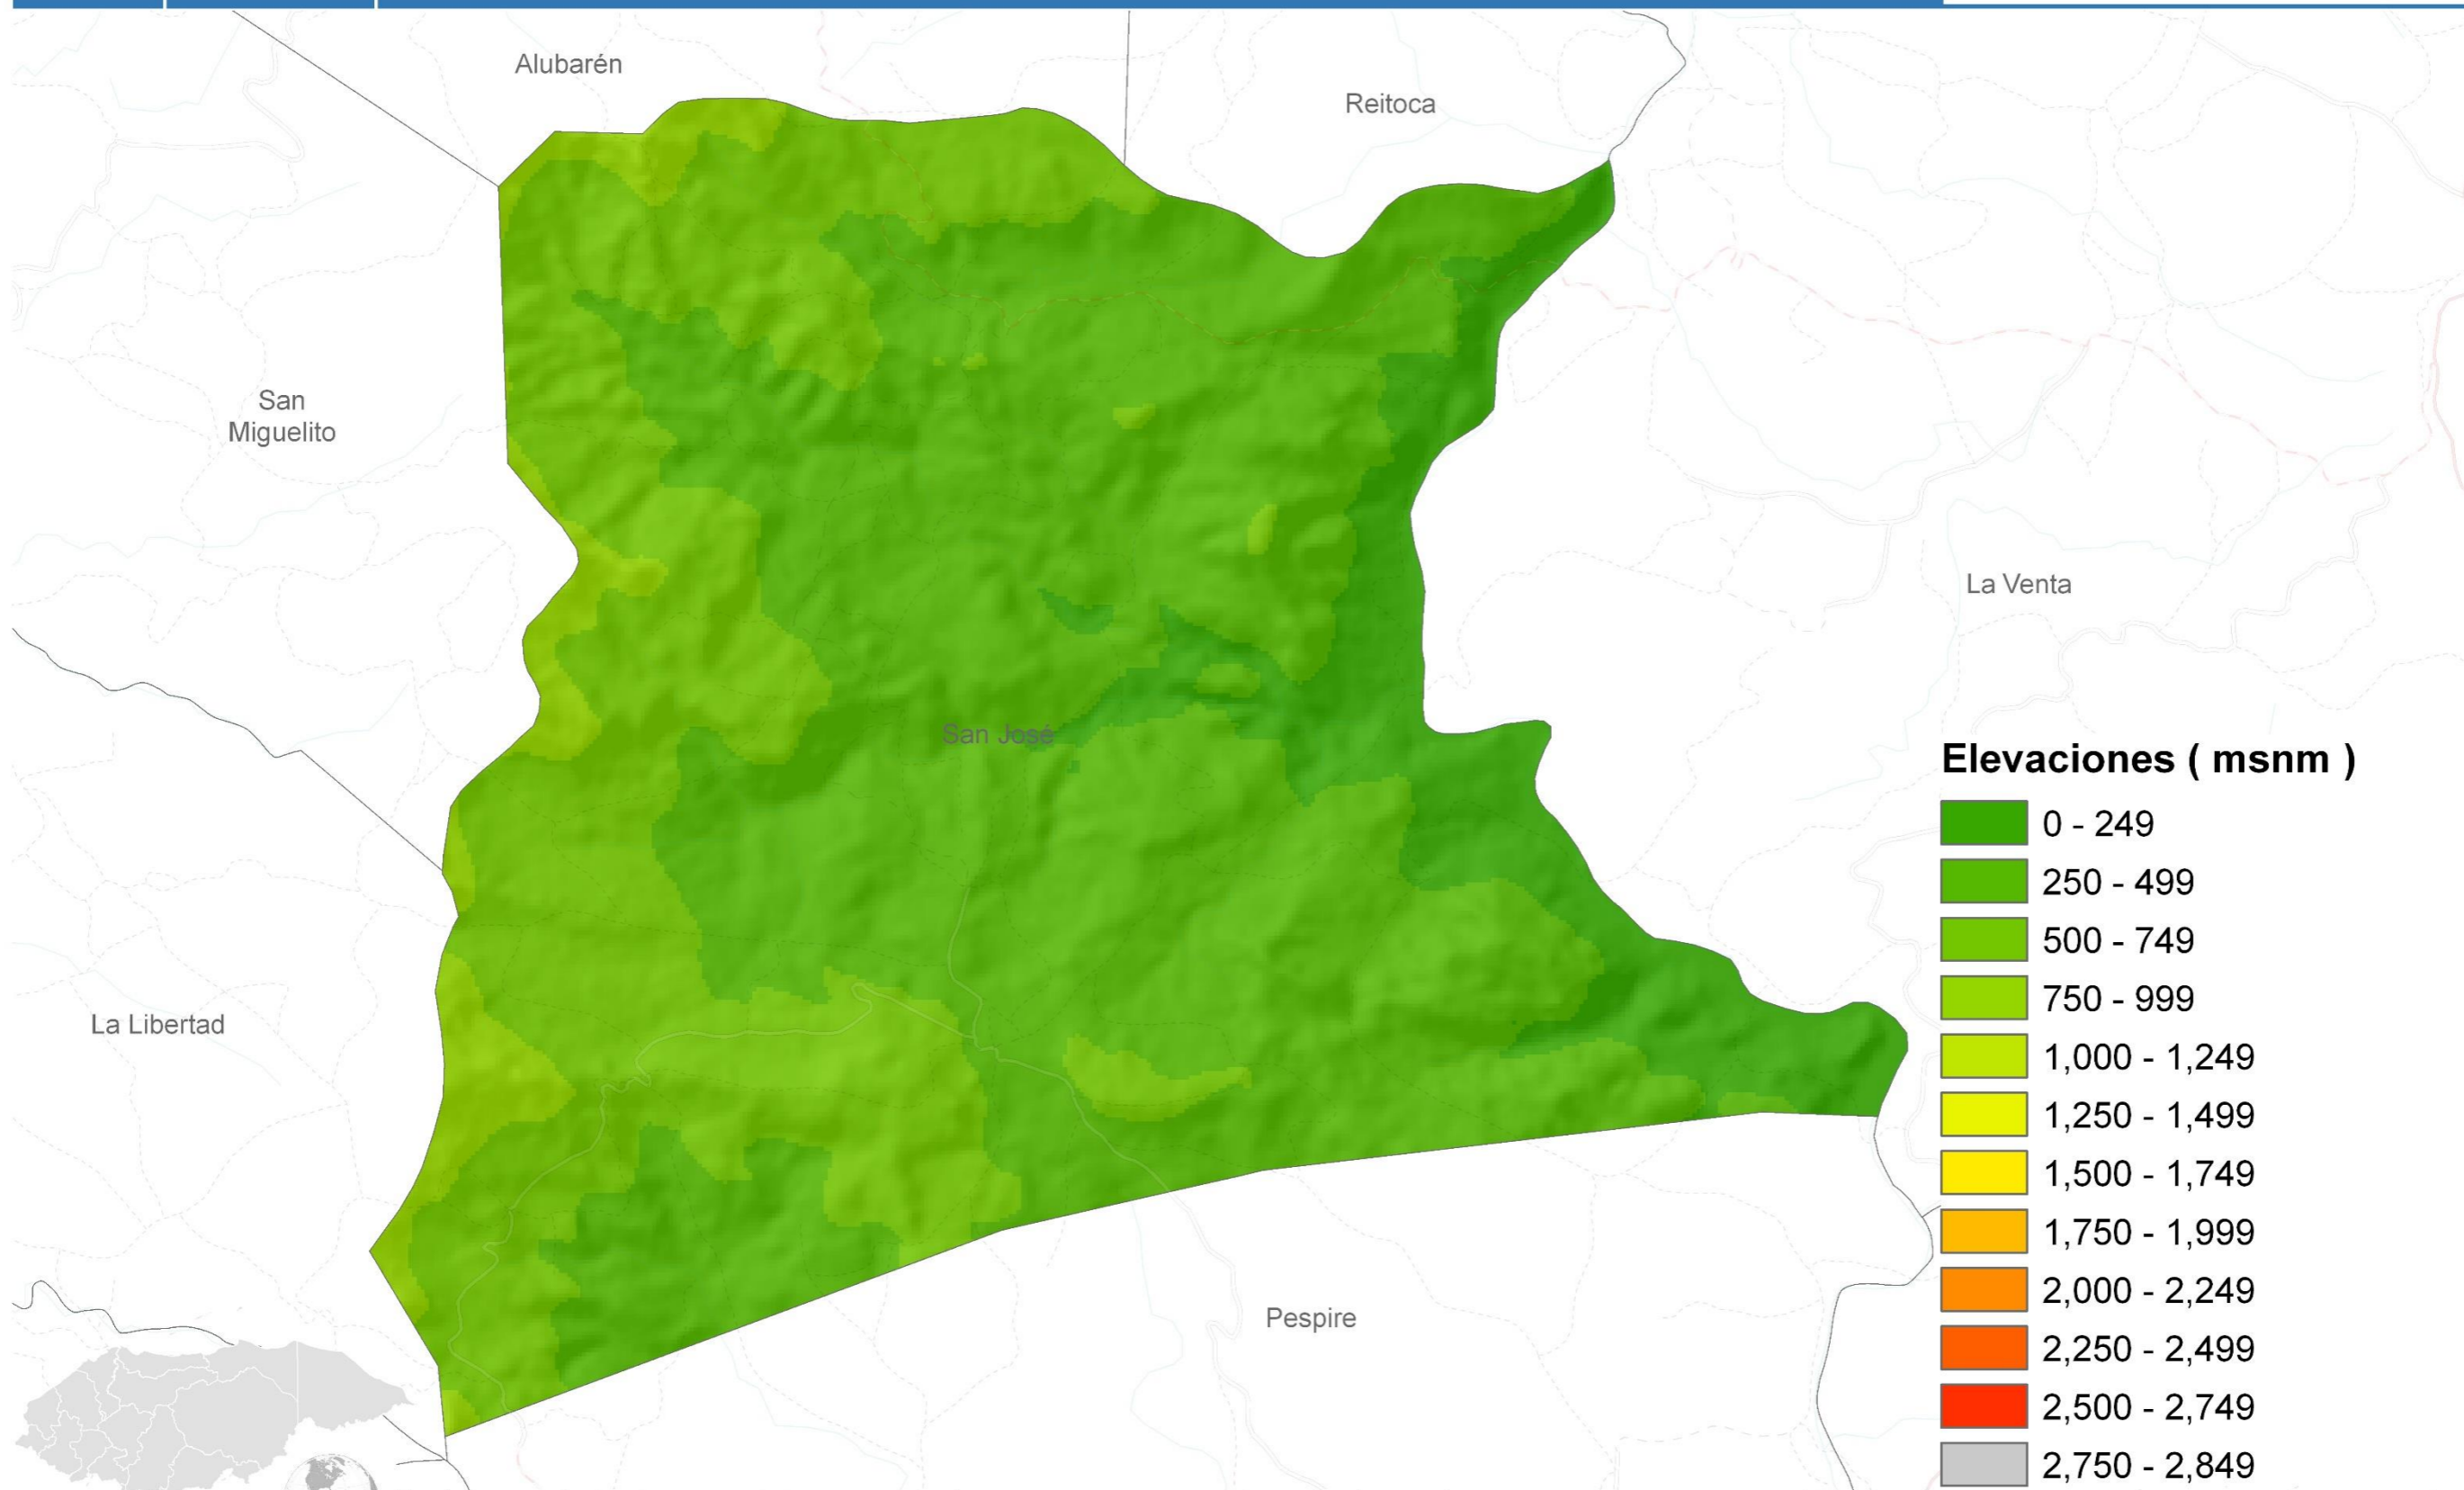 Alubarén
Reitoca
San
Miguelito
La Venta
San José
La Libertad
Pespire
Elevaciones ( msnm )
0 - 249
250 - 499
500 - 749
750 - 999
1,000 - 1,249
1,250 - 1,499
1,500 - 1,749
1,750 - 1,999
2,000 - 2,249
2,250 - 2,499
2,500 - 2,749
2,750 - 2,849